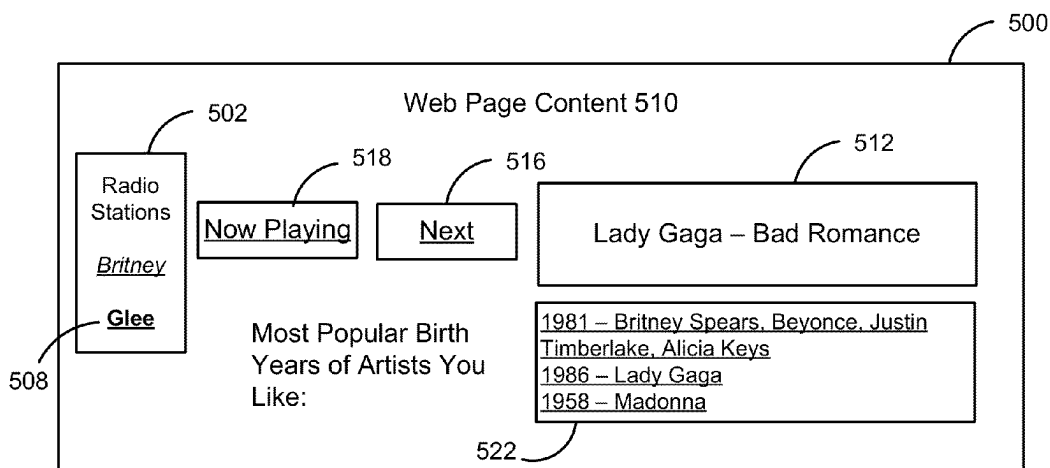 500
Web Page Content 510
502
518
516
512
Radio
Stations
Britney
Glee
508
Now Playing
Next
Lady Gaga – Bad Romance
Most Popular Birth
Years of Artists You
Like:
1981 – Britney Spears, Beyonce, Justin
Timberlake, Alicia Keys
1986 – Lady Gaga
1958 – Madonna
522